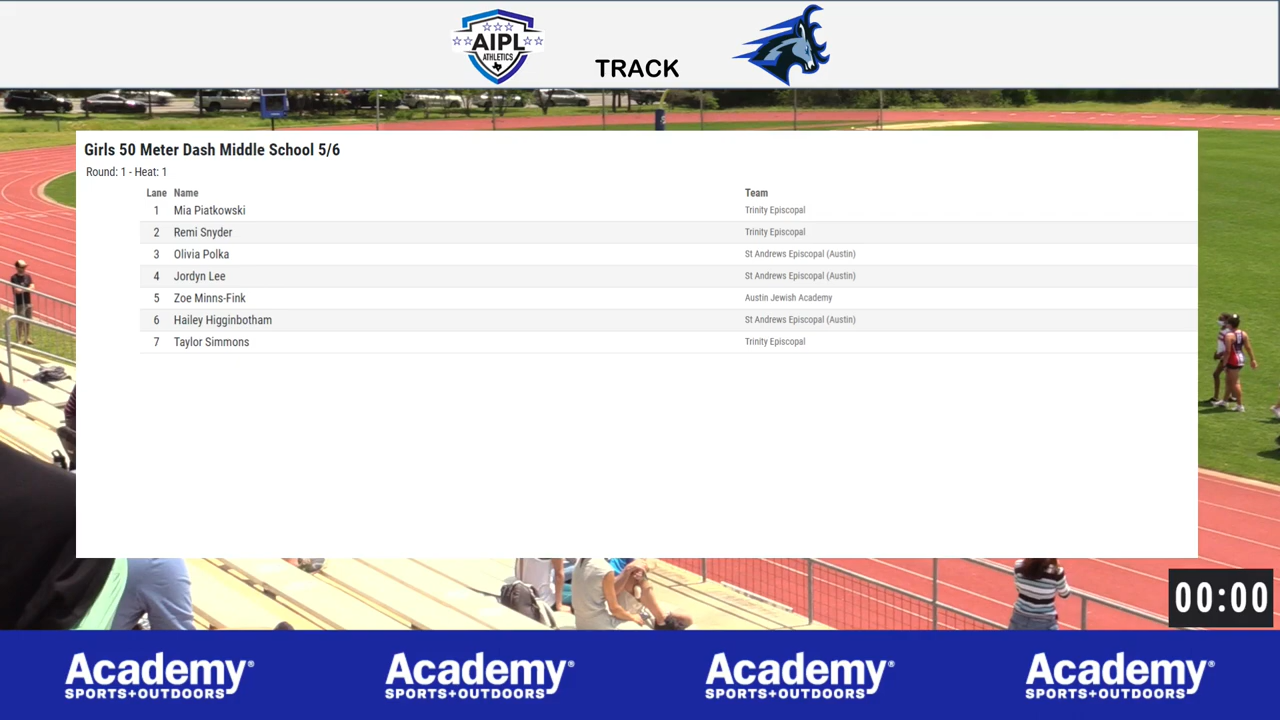 AIPL
ATHLETICS
TRACK
Girls 50 Meter Dash Middle School 5/6
Round: 1 - Heat: 1
Lane Name Team
1 Mia Piatkowski Trinity Episcopal
2 Remi Snyder Trinity Episcopal
3 Olivia Polka St Andrews Episcopal (Austin)
4 Jordyn Lee St Andrews Episcopal (Austin)
5 Zoe Minns-Fink Austin Jewish Academy
6 Hailey Higginbotham St Andrews Episcopal (Austin)
7 Taylor Simmons Trinity Episcopal
00:00
Academy Academy Academy Academy
SPORTS+OUTDOORS SPORTS+OUTDOORS SPORTS+OUTDOORS SPORTS+OUTDOORS